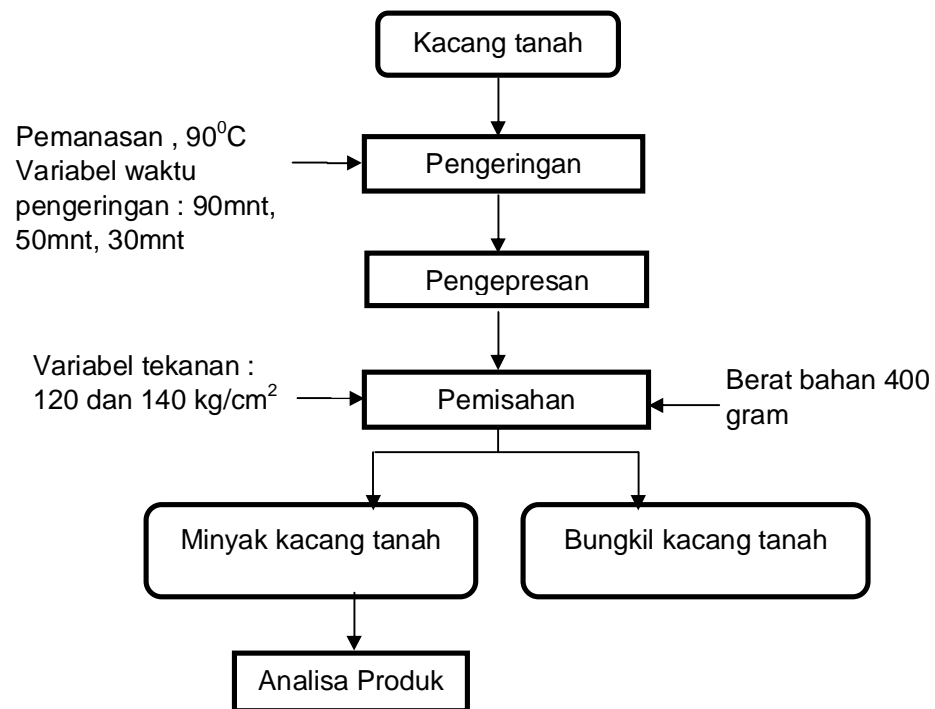 Kacang tanah
Pemanasan , 90⁰C
Variabel waktu
pengeringan : 90mnt,
50mnt, 30mnt
Pengeringan
Pengepresan
Variabel tekanan :
120 dan 140 kg/cm²
Pemisahan
Berat bahan 400
gram
Minyak kacang tanah
Bungkil kacang tanah
Analisa Produk